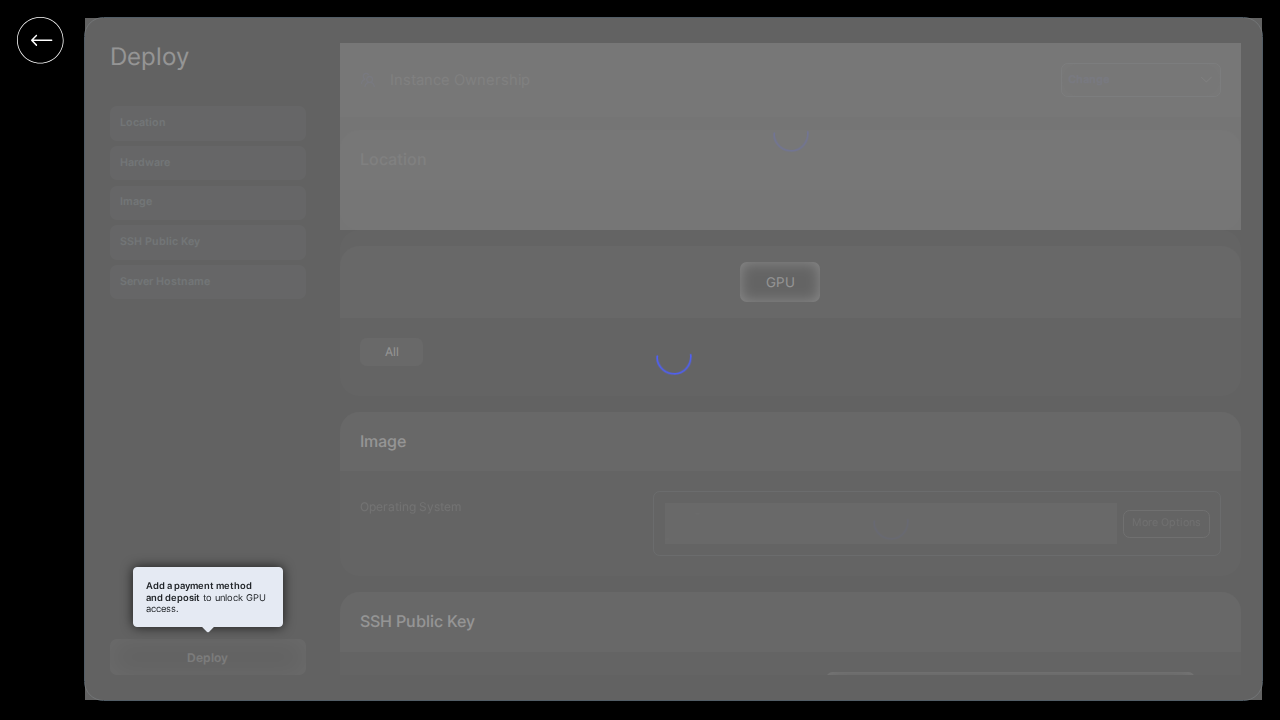 Deploy
Location
Hardware
Image
SSH Public Key
Server Hostname
Add a payment method
and deposit to unlock GPU
access.
Deploy
Instance Ownership
Location
GPU
All
Image
Operating System
More Options
SSH Public Key